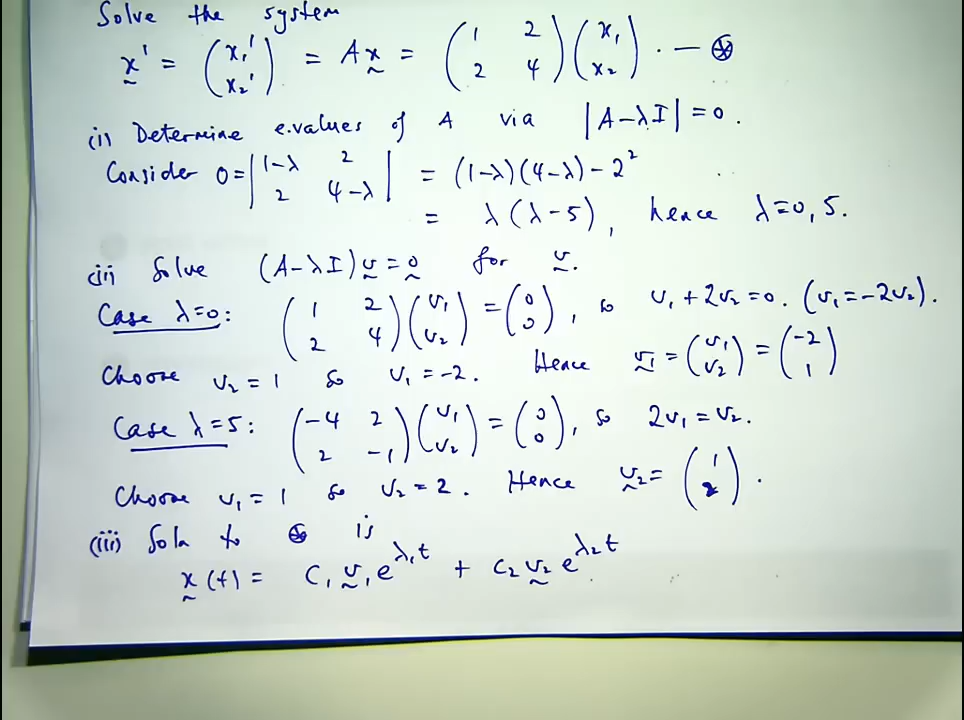 Solve the system
x' = (x₁' x₂') = Ax = (1 2 2 4)(x₁ x₂). — ⊛
(i) Determine e.values of A via |A-λI| = 0.
Consider 0 = |1-λ 2 2 4-λ| = (1-λ)(4-λ) - 2²
= λ(λ-5), hence λ=0, 5.
(ii) Solve (A-λI)v = 0 for v.
Case λ=0: (1 2 2 4)(v₁ v₂) = (0 0), so v₁ + 2v₂ = 0. (v₁ = -2v₂).
Choose v₂ = 1 so v₁ = -2. Hence v₁ = (v₁ v₂) = (-2 1)
Case λ=5: (-4 2 2 -1)(v₁ v₂) = (0 0), so 2v₁ = v₂.
Choose v₁ = 1 so v₂ = 2. Hence v₂ = (1 2).
(iii) Soln to ⊛ is
x(t) = c₁ v₁ e^λ₁t + c₂ v₂ e^λ₂t